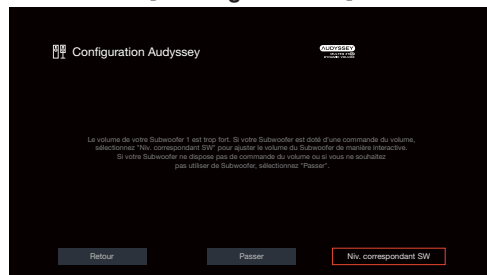 Configuration Audyssey
AUDYSSEY
Le volume de votre Subwoofer 1 est trop fort. Si votre Subwoofer est doté d'une commande du volume,
sélectionnez "Niv. correspondant SW" pour ajuster le volume du Subwoofer de manière interactive.
Si votre Subwoofer ne dispose pas de commande du volume ou si vous ne souhaitez
pas utiliser de Subwoofer, sélectionnez "Passer".
Retour
Passer
Niv. correspondant SW